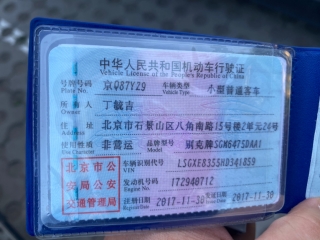 中华人民共和国机动车行驶证
Vehicle License of the People's Republic of China
号牌号码 京Q87YZ9 车辆类型 小型普通客车
Plate No. Vehicle Type
所有人 丁毓吉
住址 北京市石景山区八角南路15号楼2单元24号
使用性质 非营运 品牌型号 别克牌SGM6475DAA1
北京市公安局公安交通管理局
车辆识别代号 LSGXE8355HD341459
VIN
发动机号码 172940712
Engine No.
注册日期 2017-11-30 发证日期 2017-11-30